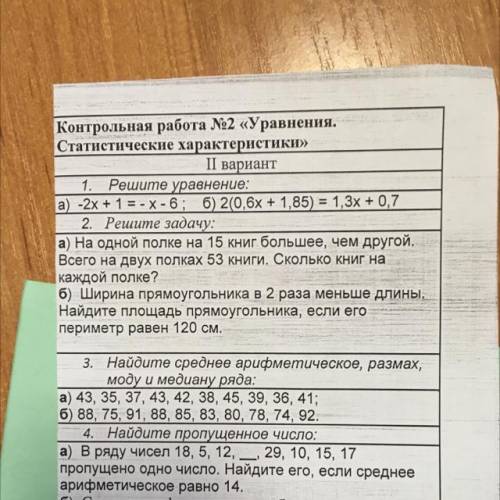 Контрольная работа №2 «Уравнения.
Статистические характеристики»
II вариант
1. Решите уравнение:
а) -2х + 1 = - х - 6 ; б) 2(0,6х + 1,85) = 1,3х + 0,7
2. Решите задачу:
а) На одной полке на 15 книг большее, чем другой.
Всего на двух полках 53 книги. Сколько книг на
каждой полке?
б) Ширина прямоугольника в 2 раза меньше длины.
Найдите площадь прямоугольника, если его
периметр равен 120 см.
3. Найдите среднее арифметическое, размах,
моду и медиану ряда:
а) 43, 35, 37, 43, 42, 38, 45, 39, 36, 41;
б) 88, 75, 91, 88, 85, 83, 80, 78, 74, 92.
4. Найдите пропущенное число:
а) В ряду чисел 18, 5, 12, __, 29, 10, 15, 17
пропущено одно число. Найдите его, если среднее
арифметическое равно 14.